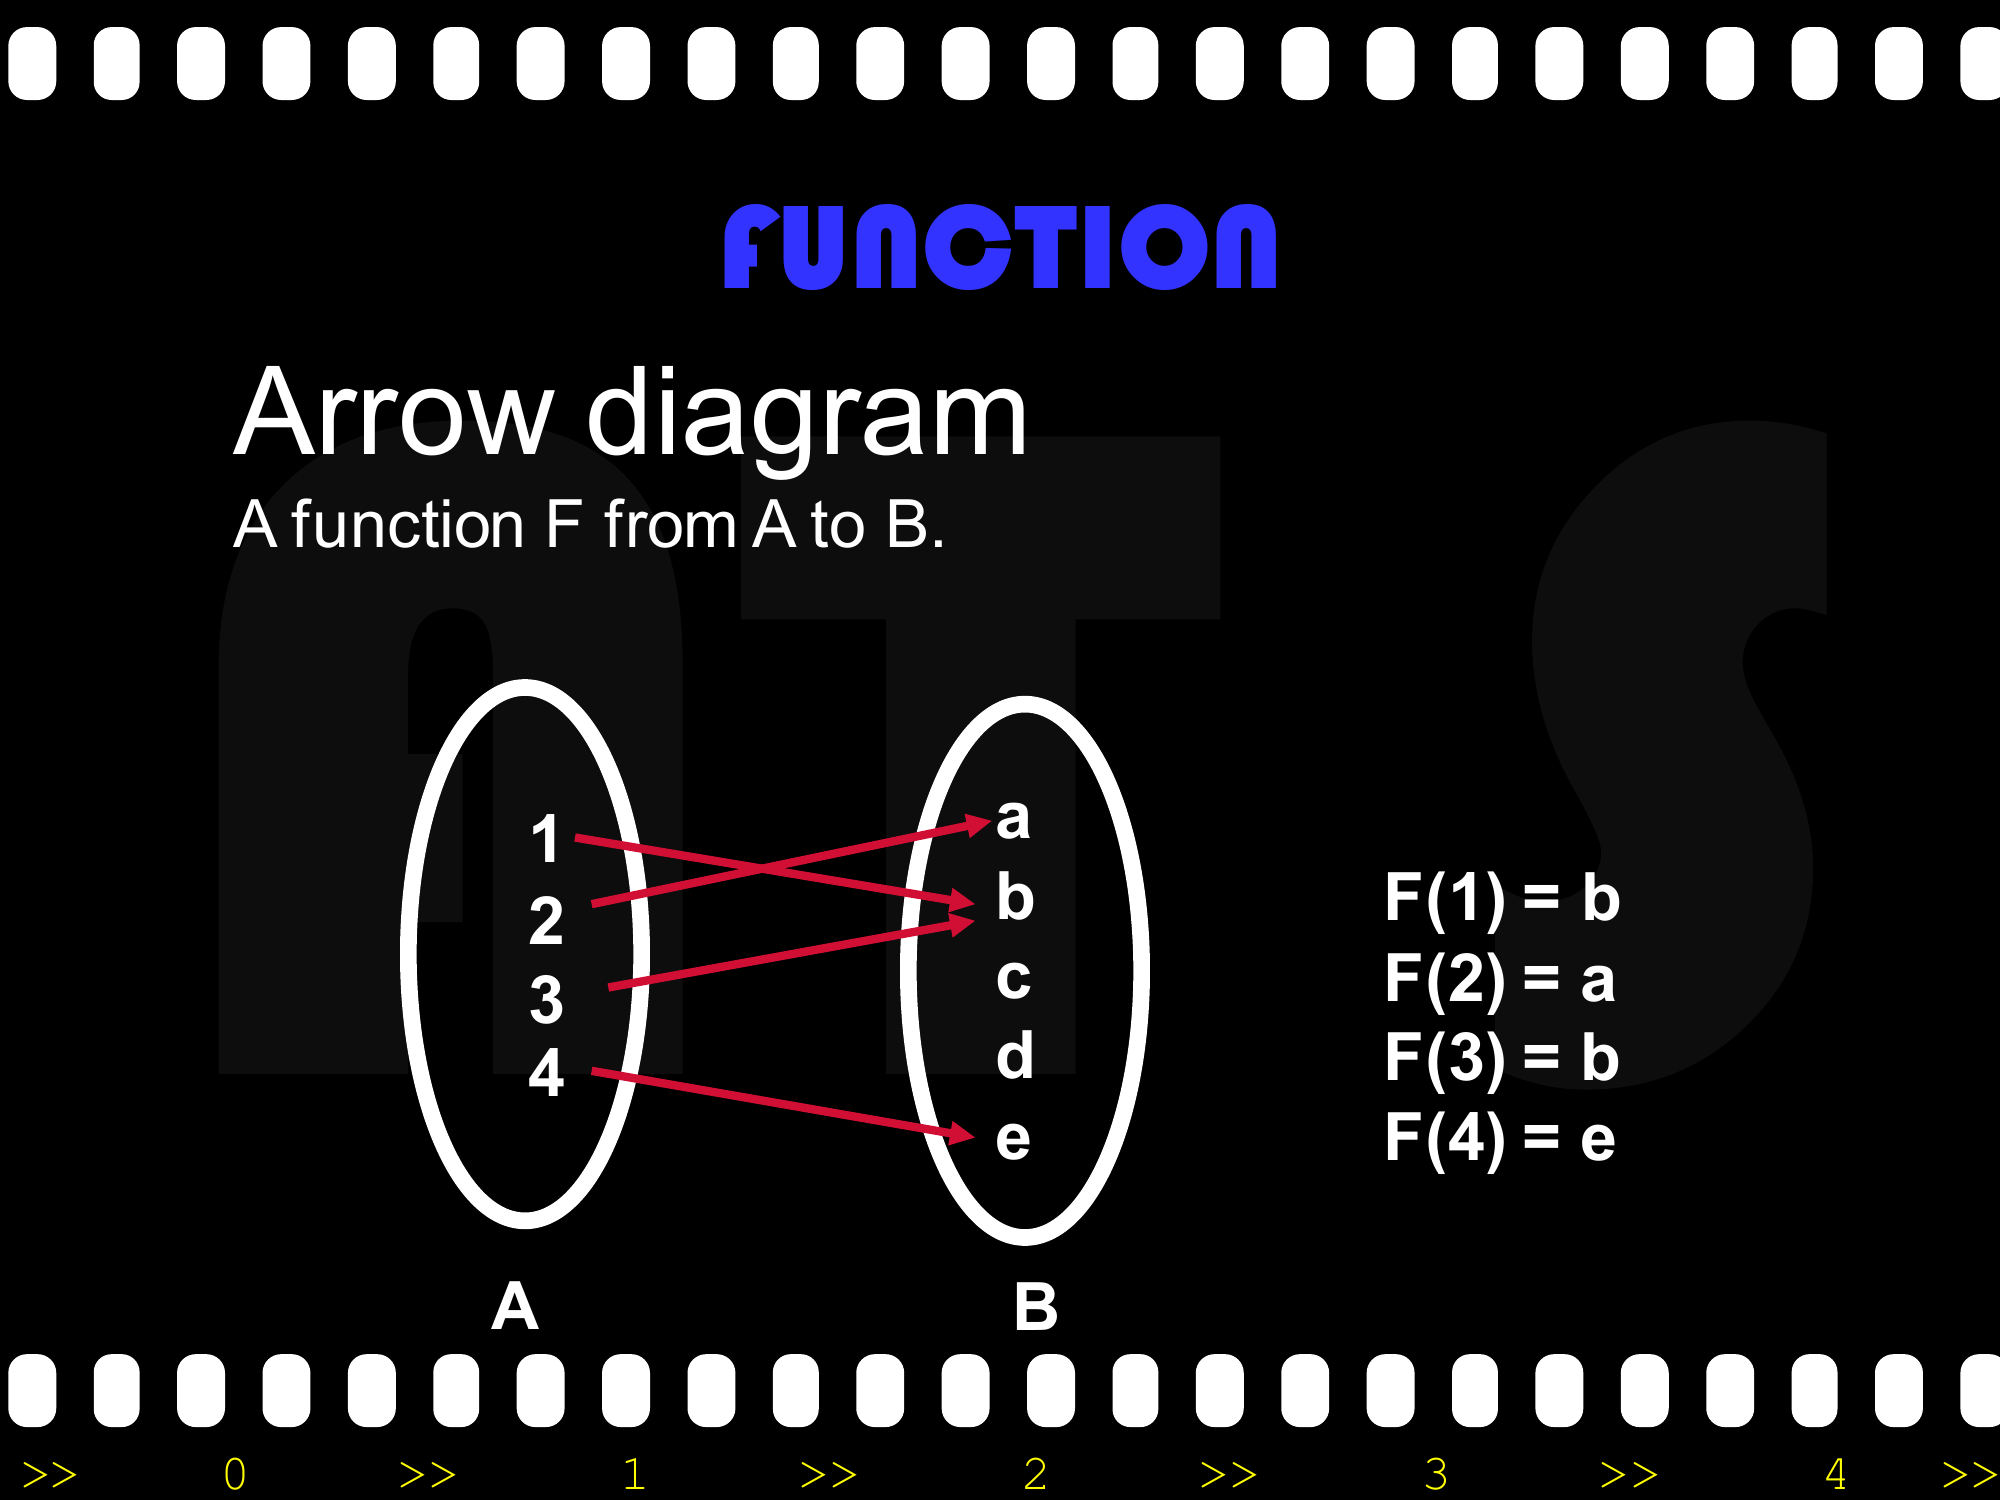 FUNCTION
Arrow diagram
A function F from A to B.
1
2
3
4
a
b
c
d
e
F(1) = b
F(2) = a
F(3) = b
F(4) = e
A B
>> 0 >> 1 >> 2 >> 3 >> 4 >>